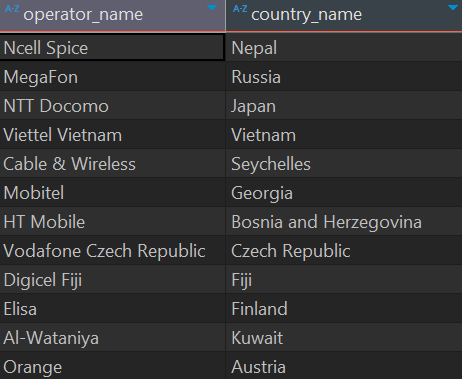 A-Z operator_name A-Z country_name
Ncell Spice Nepal
MegaFon Russia
NTT Docomo Japan
Viettel Vietnam Vietnam
Cable & Wireless Seychelles
Mobitel Georgia
HT Mobile Bosnia and Herzegovina
Vodafone Czech Republic Czech Republic
Digicel Fiji Fiji
Elisa Finland
Al-Wataniya Kuwait
Orange Austria